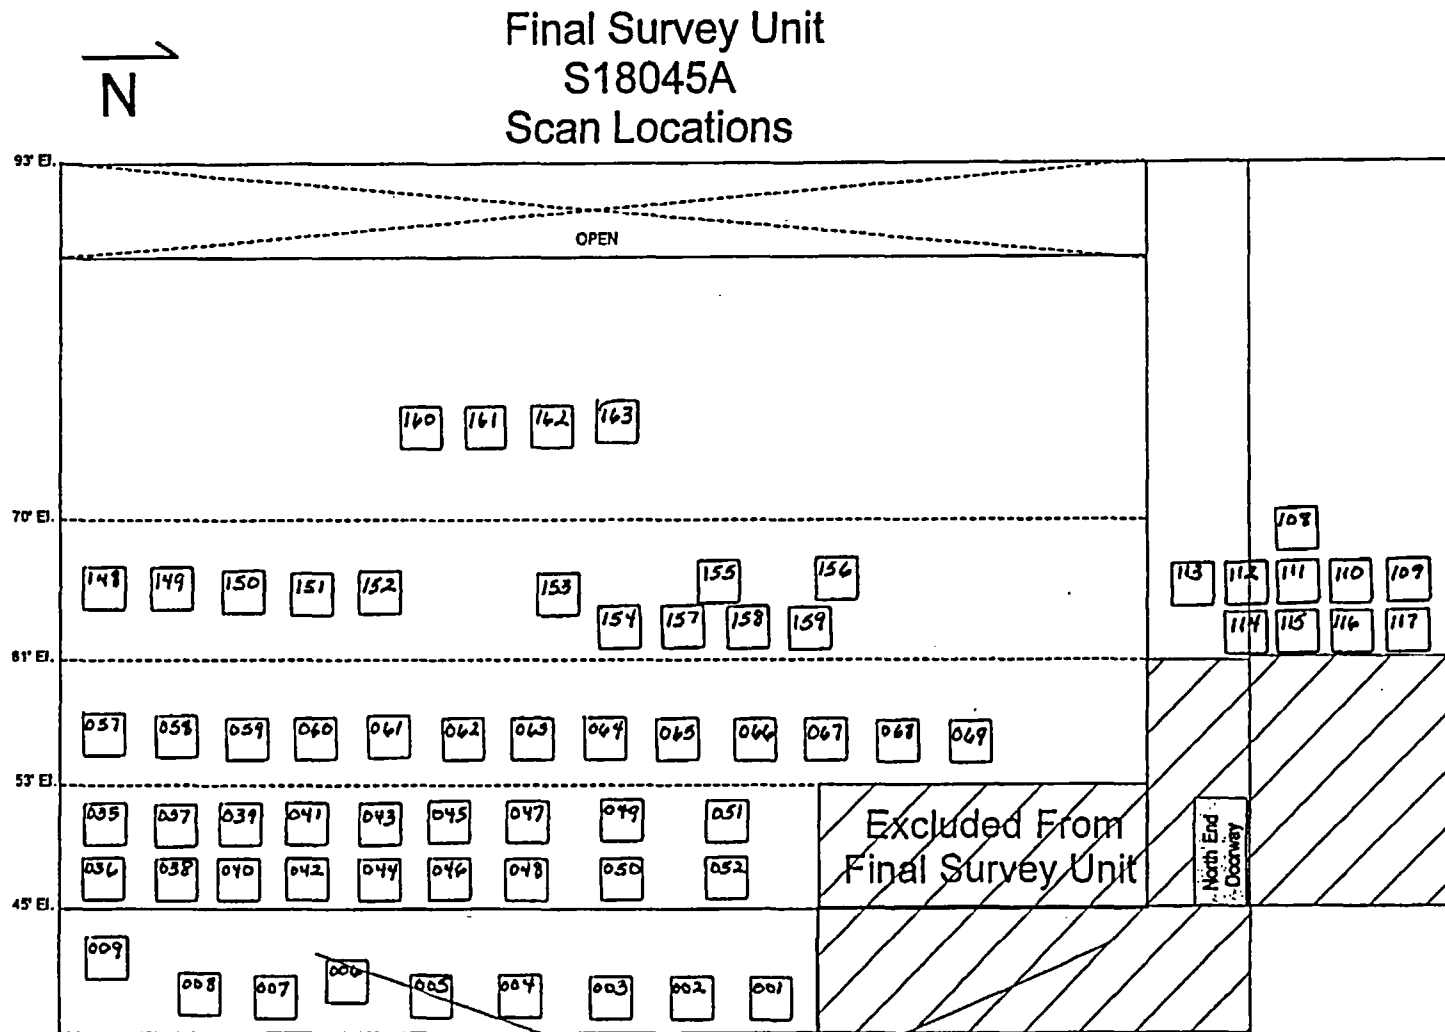 Final Survey Unit
S18045A
Scan Locations
N
93' El.
OPEN
160 161 162 163
70' El.
108
148 149 150 151 152 153 155 156 113 112 111 110 109
154 157 158 159 114 115 116 117
61' El.
057 058 059 060 061 062 063 064 065 066 067 068 069
53' El.
035 037 039 041 043 045 047 049 051
Excluded From
Final Survey Unit
North End
Doorway
036 038 040 042 044 046 048 050 052
45' El.
009
008 007 006 005 004 003 002 001